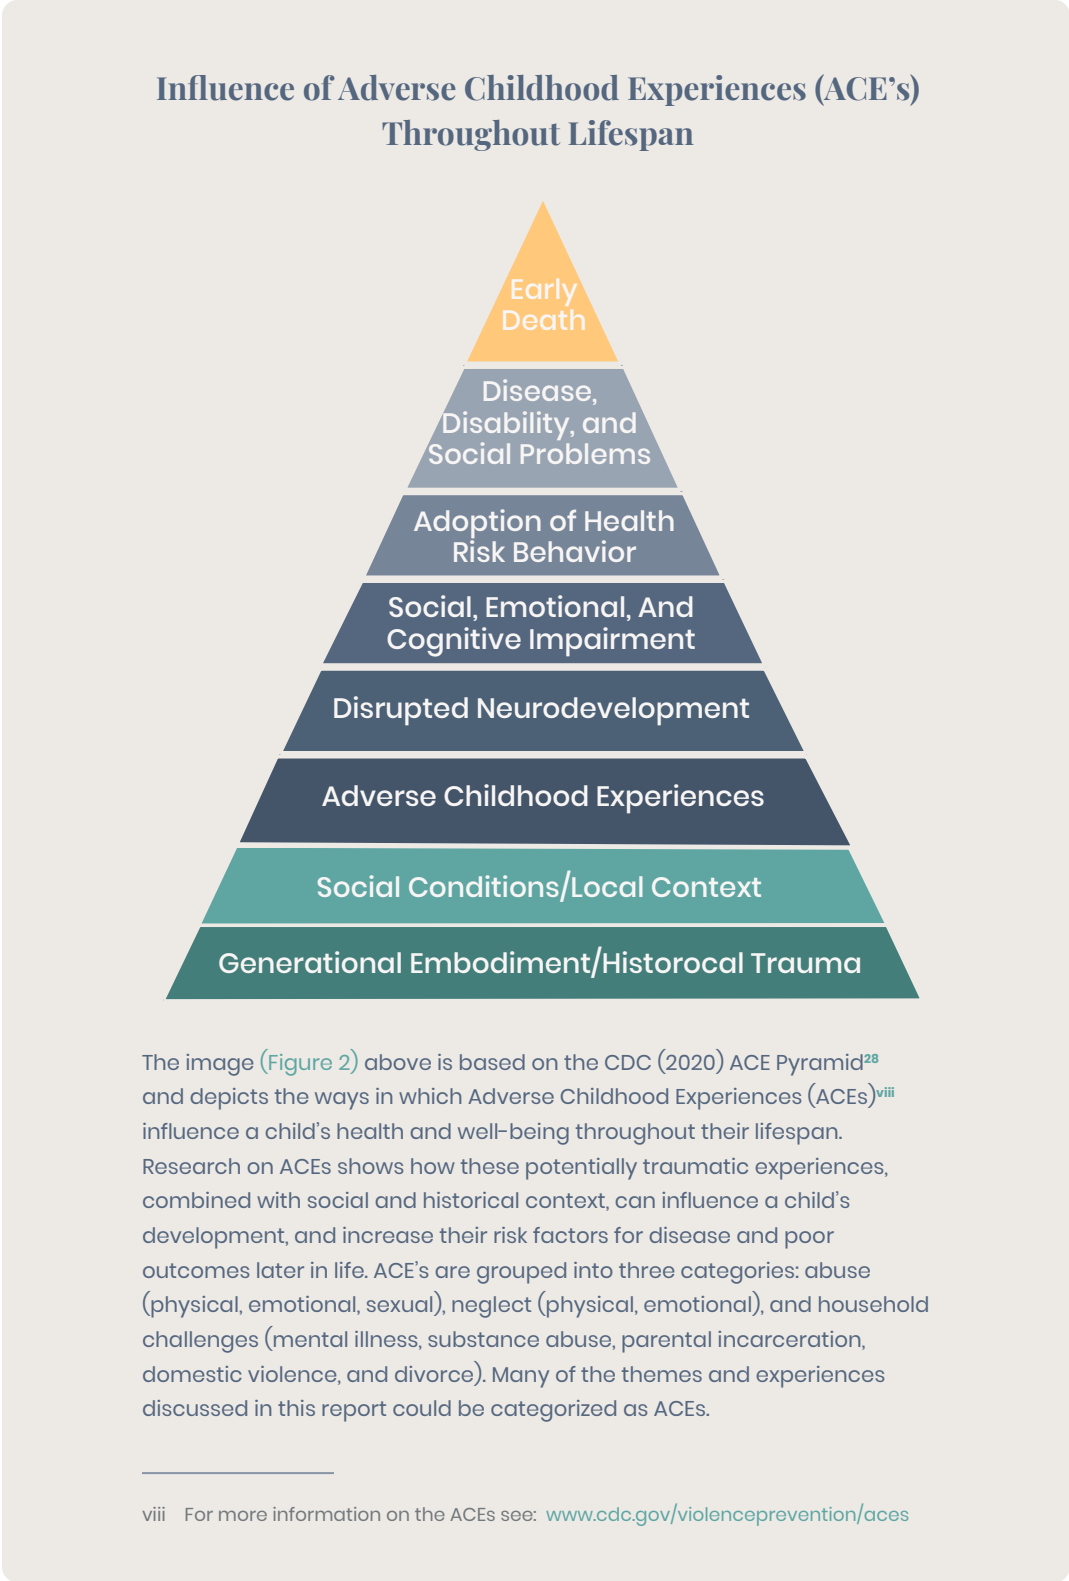 Influence of Adverse Childhood Experiences (ACE’s)
Throughout Lifespan
Early
Death
Disease,
Disability, and
Social Problems
Adoption of Health
Risk Behavior
Social, Emotional, And
Cognitive Impairment
Disrupted Neurodevelopment
Adverse Childhood Experiences
Social Conditions/Local Context
Generational Embodiment/Historocal Trauma
The image (Figure 2) above is based on the CDC (2020) ACE Pyramid28
and depicts the ways in which Adverse Childhood Experiences (ACEs)viii
influence a child’s health and well-being throughout their lifespan.
Research on ACEs shows how these potentially traumatic experiences,
combined with social and historical context, can influence a child’s
development, and increase their risk factors for disease and poor
outcomes later in life. ACE’s are grouped into three categories: abuse
(physical, emotional, sexual), neglect (physical, emotional), and household
challenges (mental illness, substance abuse, parental incarceration,
domestic violence, and divorce). Many of the themes and experiences
discussed in this report could be categorized as ACEs.
viii For more information on the ACEs see: www.cdc.gov/violenceprevention/aces